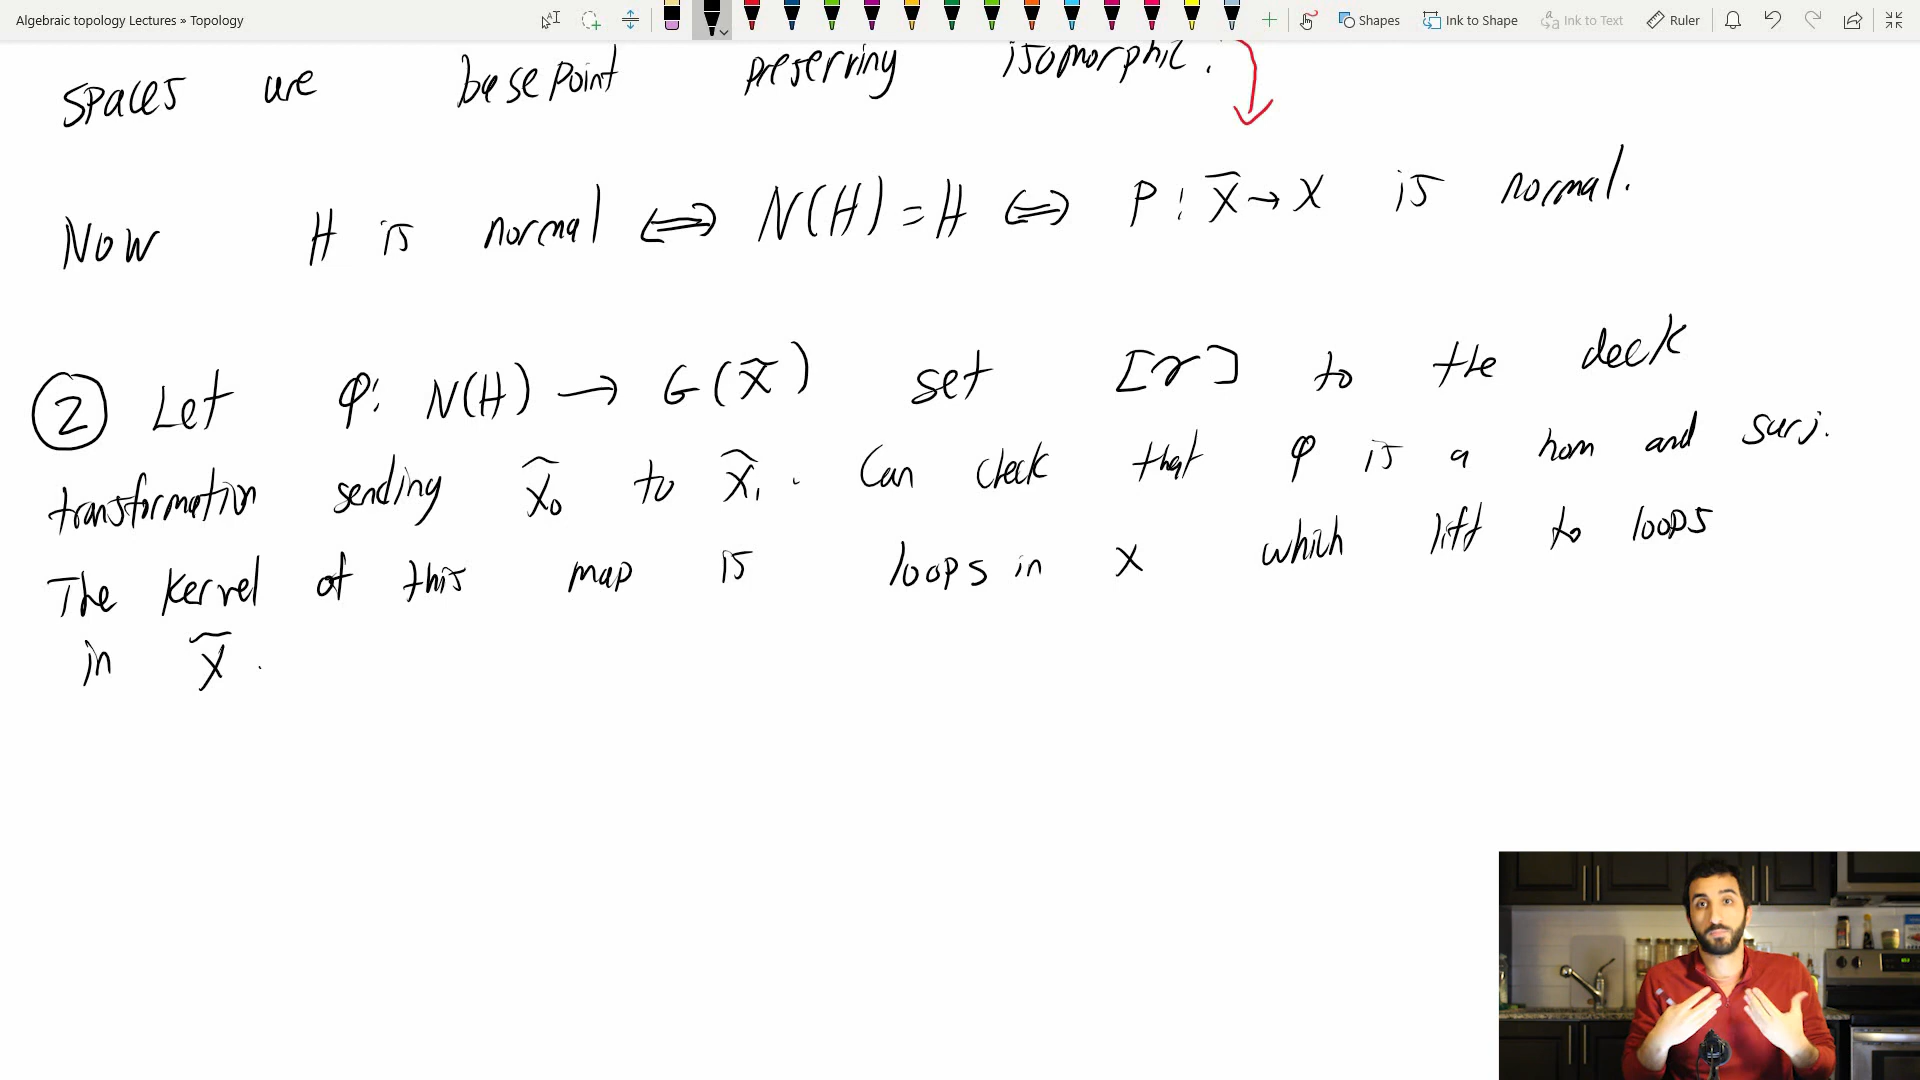 Algebraic topology Lectures » Topology
Shapes Ink to Shape Ink to Text Ruler
spaces are basepoint preserving isomorphic.
Now H is normal ⟺ N(H) = H ⟺ P : X̃ → X is normal.
② Let φ: N(H) → G(X̃) set [γ] to the deck
transformation sending x̃₀ to x̃₁. Can check that φ is a hom and surj.
The kernel of this map is loops in X which lift to loops
in X̃.